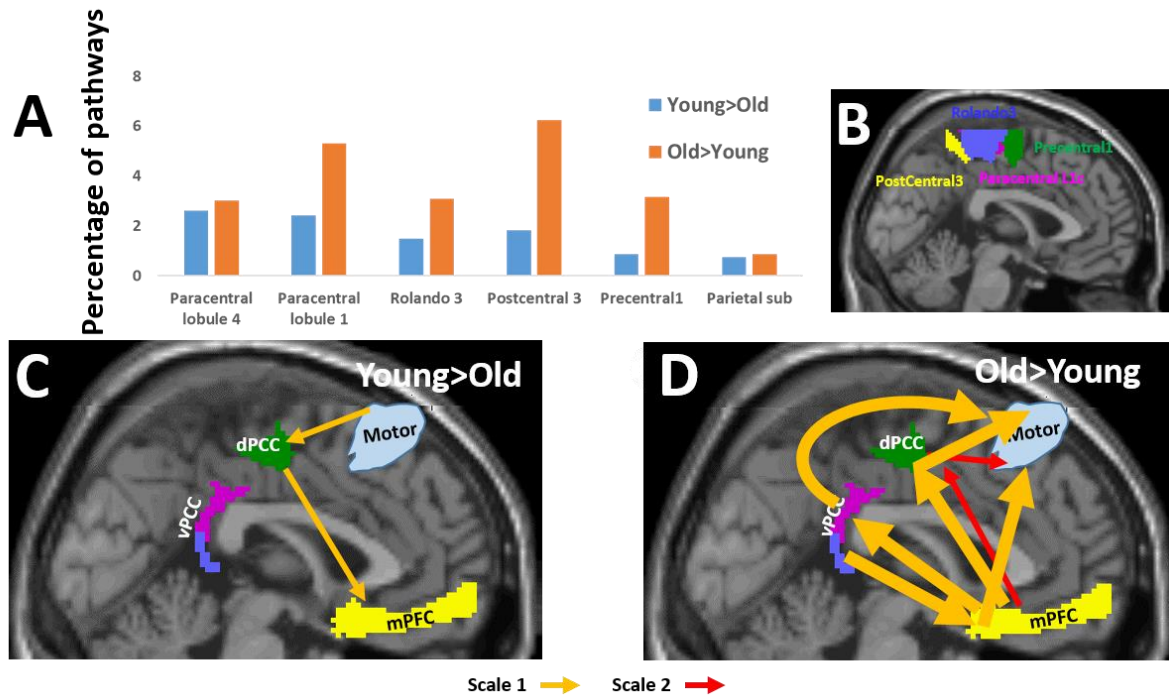 A
Percentage of pathways
8
6
4
2
0
Young>Old
Old>Young
Paracentral lobule 4
Paracentral lobule 1
Rolando 3
Postcentral 3
Precentral1
Parietal sub
B
Rolando3
Precentral1
PostCentral3
C
Young>Old
dPCC
Motor
vPCC
mPFC
D
Old>Young
dPCC
Motor
vPCC
mPFC
Scale 1
Scale 2